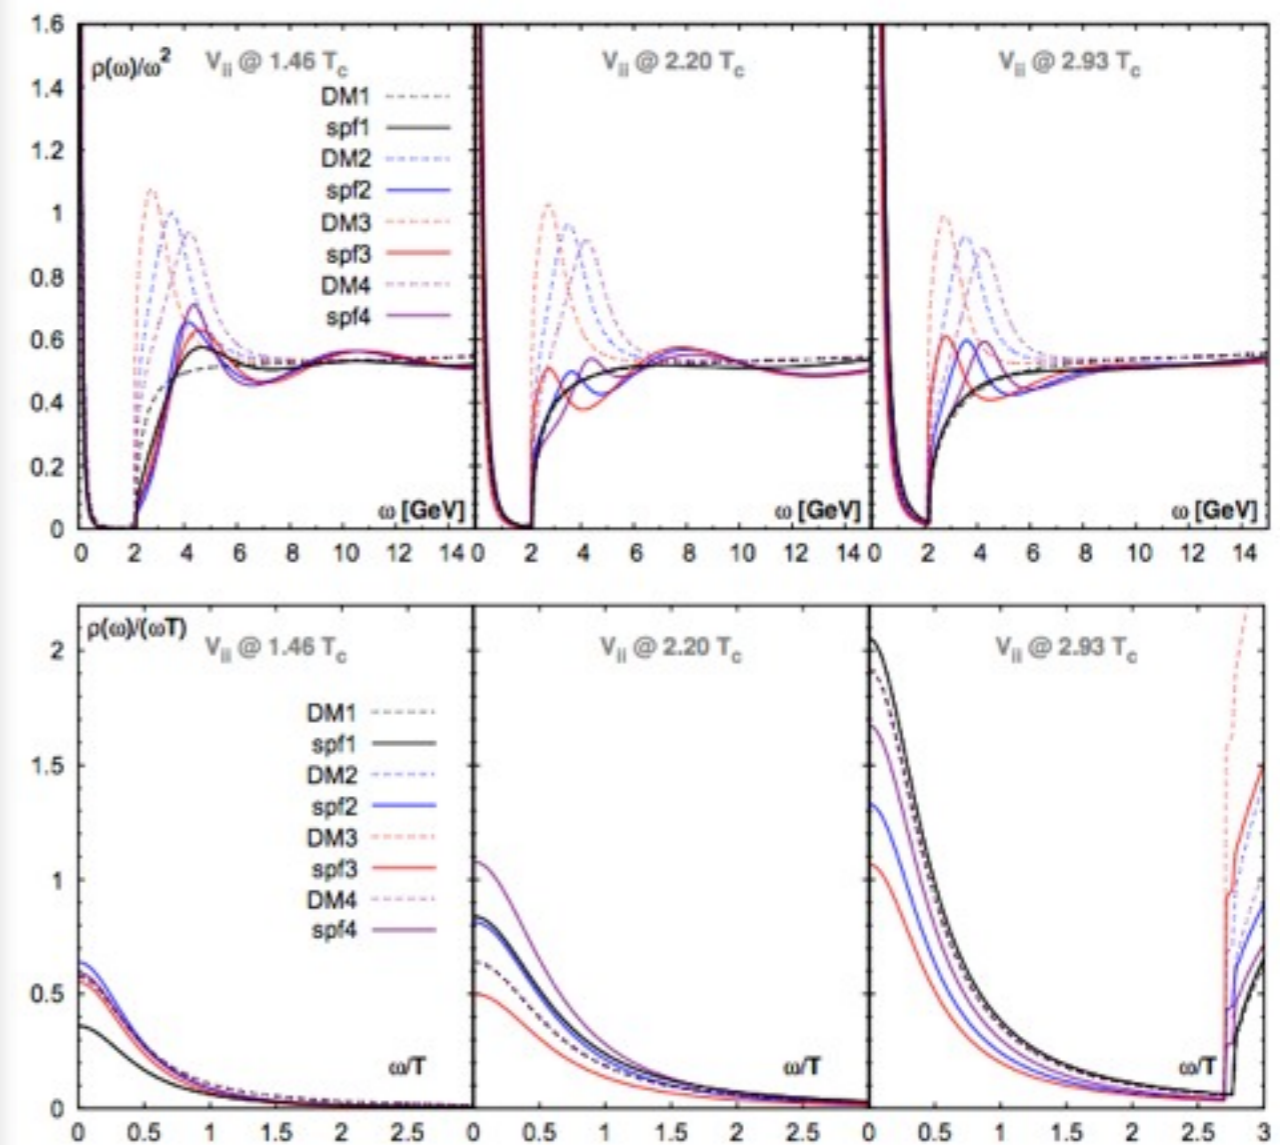 1.6
1.4
1.2
1
0.8
0.6
0.4
0.2
0
ρ(ω)/ω²
V_ii @ 1.46 T_c
V_ii @ 2.20 T_c
V_ii @ 2.93 T_c
DM1
spf1
DM2
spf2
DM3
spf3
DM4
spf4
ω [GeV]
ω [GeV]
ω [GeV]
0 2 4 6 8 10 12 14 0 2 4 6 8 10 12 14 0 2 4 6 8 10 12 14
ρ(ω)/(ωT)
V_ii @ 1.46 T_c
V_ii @ 2.20 T_c
V_ii @ 2.93 T_c
2
1.5
1
0.5
0
DM1
spf1
DM2
spf2
DM3
spf3
DM4
spf4
ω/T
ω/T
ω/T
0 0.5 1 1.5 2 2.5 0 0.5 1 1.5 2 2.5 0 0.5 1 1.5 2 2.5 3